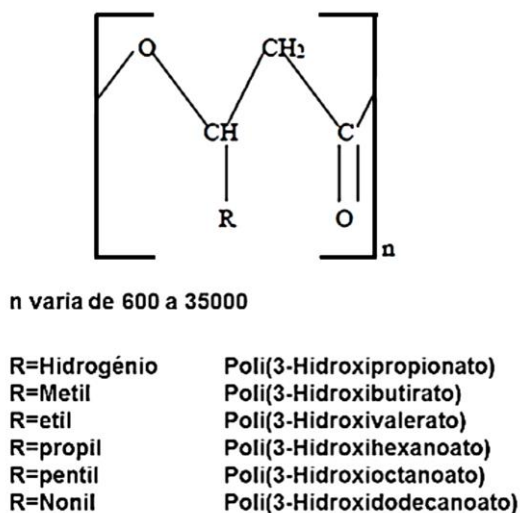 O CH₂
CH C
R O
n
n varia de 600 a 35000
R=Hidrogénio Poli(3-Hidroxipropionato)
R=Metil Poli(3-Hidroxibutirato)
R=etil Poli(3-Hidroxivalerato)
R=propil Poli(3-Hidroxihexanoato)
R=pentil Poli(3-Hidroxioctanoato)
R=Nonil Poli(3-Hidroxidodecanoato)